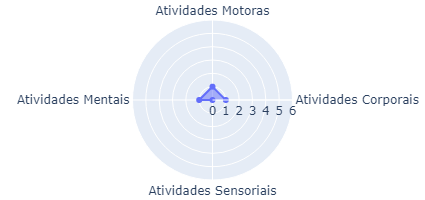 Atividades Motoras
Atividades Mentais
Atividades Corporais
0 1 2 3 4 5 6
Atividades Sensoriais